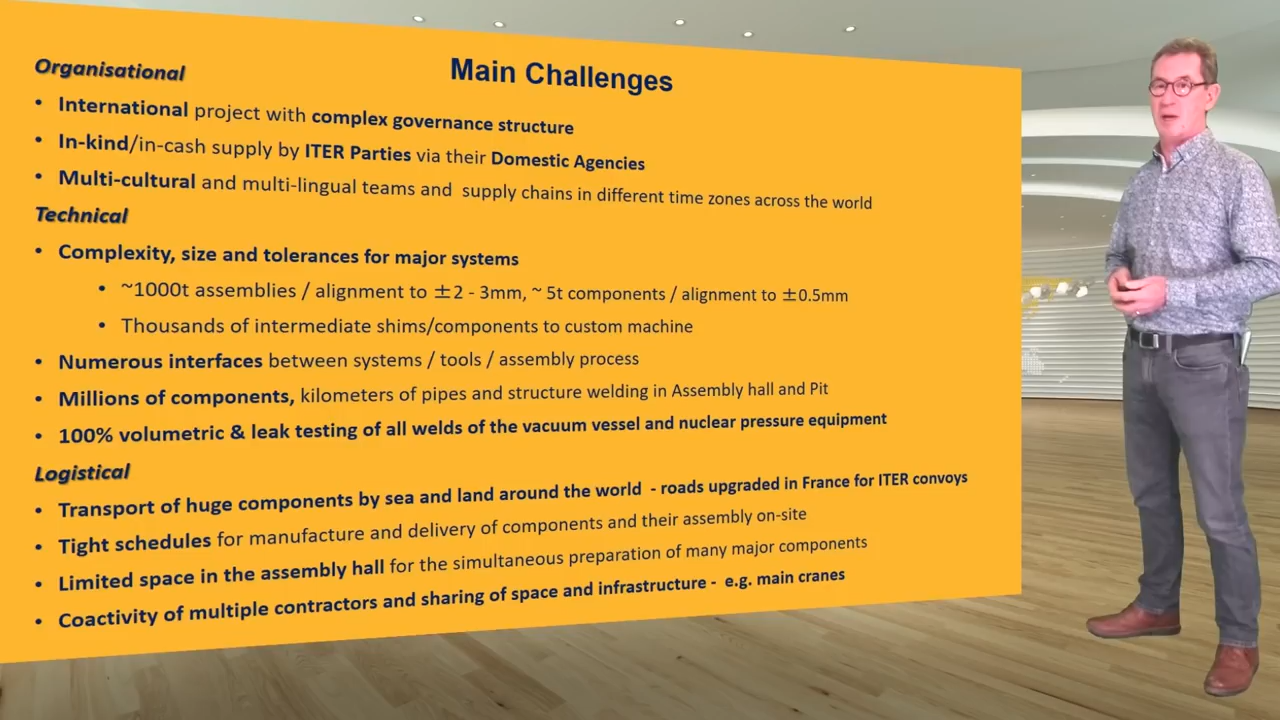 Main Challenges
Organisational
• International project with complex governance structure
• In-kind/in-cash supply by ITER Parties via their Domestic Agencies
• Multi-cultural and multi-lingual teams and supply chains in different time zones across the world
Technical
• Complexity, size and tolerances for major systems
• ~1000t assemblies / alignment to ±2 - 3mm, ~ 5t components / alignment to ±0.5mm
• Thousands of intermediate shims/components to custom machine
• Numerous interfaces between systems / tools / assembly process
• Millions of components, kilometers of pipes and structure welding in Assembly hall and Pit
• 100% volumetric & leak testing of all welds of the vacuum vessel and nuclear pressure equipment
Logistical
• Transport of huge components by sea and land around the world - roads upgraded in France for ITER convoys
• Tight schedules for manufacture and delivery of components and their assembly on-site
• Limited space in the assembly hall for the simultaneous preparation of many major components
• Coactivity of multiple contractors and sharing of space and infrastructure - e.g. main cranes